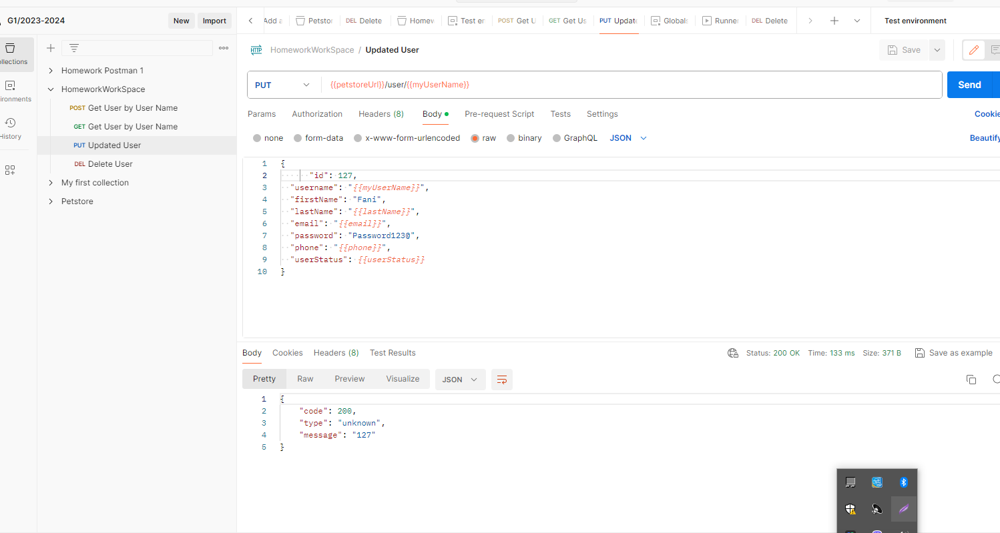 G1/2023-2024
New
Import
Add a
Petstor
DEL Delete
Homew
Test er
POST Get U
GET Get Us
PUT Update
Globals
Runner
DEL Delete
Test environment
ollections
ironments
History
Homework Postman 1
HomeworkWorkSpace
POST Get User by User Name
GET Get User by User Name
PUT Updated User
DEL Delete User
My first collection
Petstore
HTTP HomeworkWorkSpace / Updated User
Save
PUT
{{petstoreUrl}}/user/{{myUserName}}
Send
Params Authorization Headers (8) Body Pre-request Script Tests Settings Cookie
none form-data x-www-form-urlencoded raw binary GraphQL JSON Beautify
1 {
2 "id": 127,
3 "username": "{{myUserName}}",
4 "firstName": "Fani",
5 "lastName": "{{lastName}}",
6 "email": "{{email}}",
7 "password": "Password123@",
8 "phone": "{{phone}}",
9 "userStatus": {{userStatus}}
10 }
Body Cookies Headers (8) Test Results Status: 200 OK Time: 133 ms Size: 371 B Save as example
Pretty Raw Preview Visualize JSON
1 {
2 "code": 200,
3 "type": "unknown",
4 "message": "127"
5 }